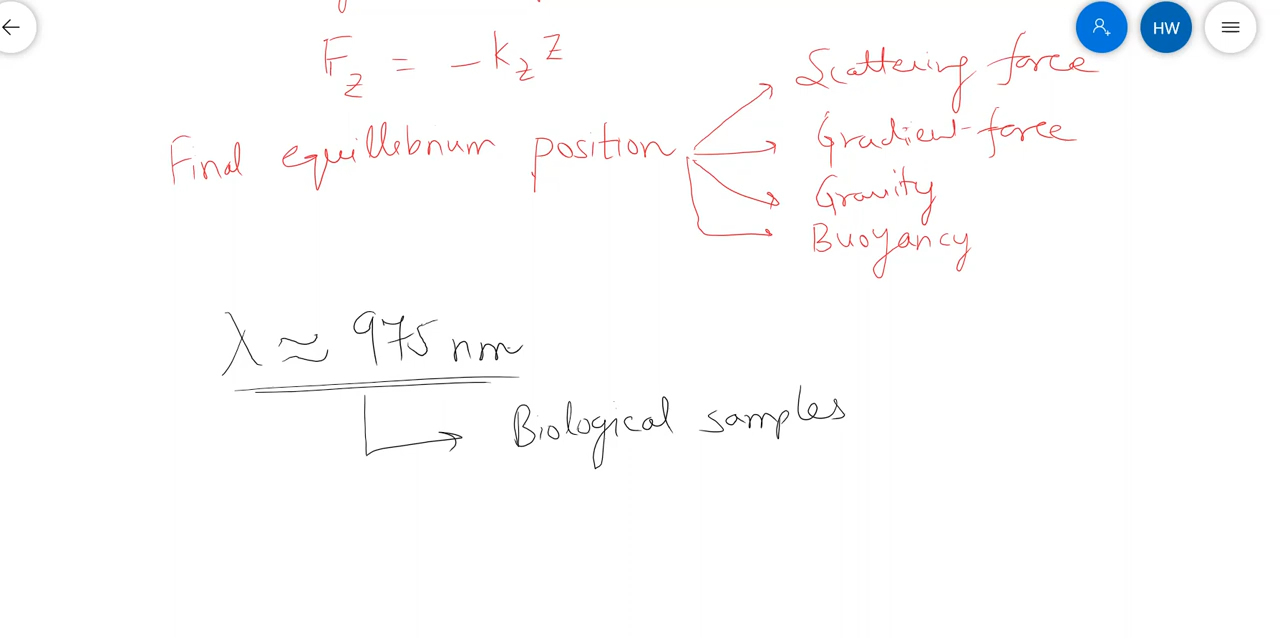 HW
F_z = -k_z z
Scattering force
Final equillebrium position
Gradient force
Gravity
Buoyancy
λ ≈ 975 nm
Biological samples